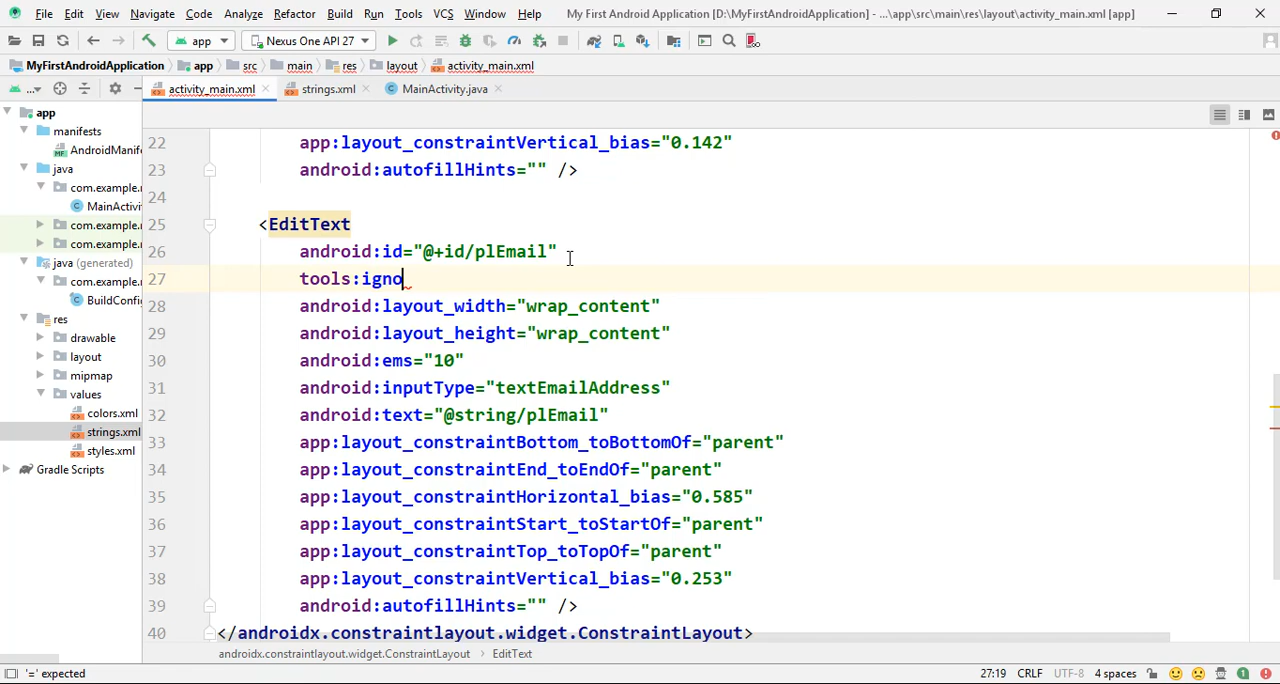 File Edit View Navigate Code Analyze Refactor Build Run Tools VCS Window Help My First Android Application [D:\MyFirstAndroidApplication] - ...\app\src\main\res\layout\activity_main.xml [app]
app Nexus One API 27
MyFirstAndroidApplication app src main res layout activity_main.xml
... activity_main.xml strings.xml MainActivity.java
app
manifests
AndroidManif
java
com.example.
MainActivi
com.example.
com.example.
java (generated)
com.example.
BuildConfi
res
drawable
layout
mipmap
values
colors.xml
strings.xml
styles.xml
Gradle Scripts
22 app:layout_constraintVertical_bias="0.142"
23 android:autofillHints="" />
24
25 <EditText
26 android:id="@+id/plEmail"
27 tools:igno
28 android:layout_width="wrap_content"
29 android:layout_height="wrap_content"
30 android:ems="10"
31 android:inputType="textEmailAddress"
32 android:text="@string/plEmail"
33 app:layout_constraintBottom_toBottomOf="parent"
34 app:layout_constraintEnd_toEndOf="parent"
35 app:layout_constraintHorizontal_bias="0.585"
36 app:layout_constraintStart_toStartOf="parent"
37 app:layout_constraintTop_toTopOf="parent"
38 app:layout_constraintVertical_bias="0.253"
39 android:autofillHints="" />
40 </androidx.constraintlayout.widget.ConstraintLayout>
androidx.constraintlayout.widget.ConstraintLayout › EditText
'=' expected 27:19 CRLF UTF-8 4 spaces 1